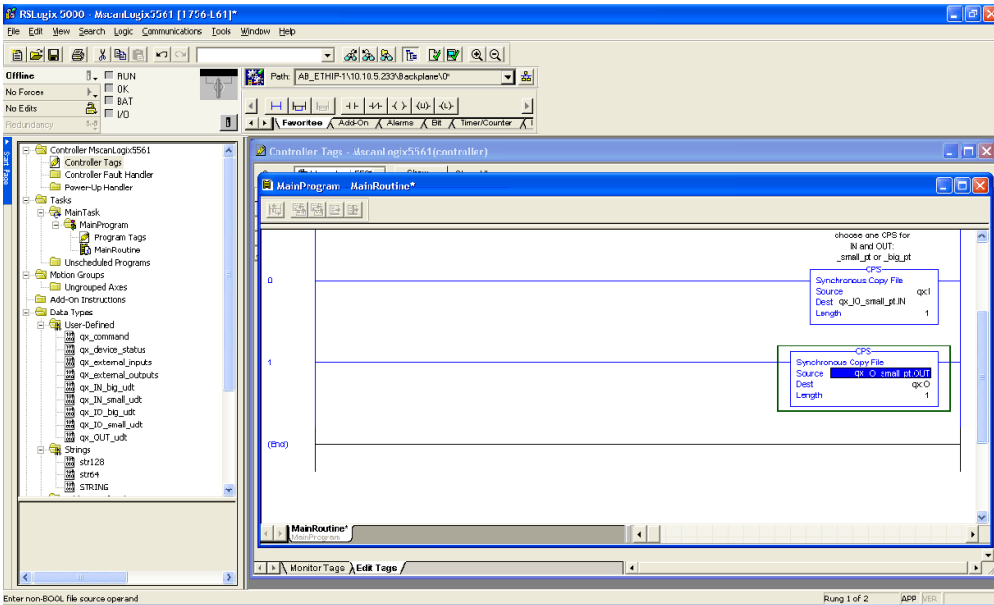 RSLogix 5000 - MscanLogix5561 [1756-L61]*
File Edit View Search Logic Communications Tools Window Help
Offline
RUN
No Forces
OK
No Edits
BAT
Redundancy
I/O
Path: AB_ETHIP-1\10.10.5.233\Backplane\0*
Favorites Add-On Alarms Bit Timer/Counter
Start Page
Controller MscanLogix5561
Controller Tags
Controller Fault Handler
Power-Up Handler
Tasks
MainTask
MainProgram
Program Tags
MainRoutine
Unscheduled Programs
Motion Groups
Ungrouped Axes
Add-On Instructions
Data Types
User-Defined
qx_command
qx_device_status
qx_external_inputs
qx_external_outputs
qx_IN_big_udt
qx_IN_small_udt
qx_IO_big_udt
qx_IO_small_udt
qx_OUT_udt
Strings
str128
str64
STRING
Controller Tags - MscanLogix5561(controller)
MainProgram - MainRoutine*
choose one CPS for
IN and OUT:
_small_pt or _big_pt
0
CPS
Synchronous Copy File
Source qx:I
Dest qx_IO_small_pt.IN
Length 1
1
CPS
Synchronous Copy File
Source qx_IO_small_pt.OUT
Dest qx:O
Length 1
(End)
MainRoutine*
MainProgram
Monitor Tags Edit Tags
Enter non-BOOL file source operand
Rung 1 of 2 APP VER